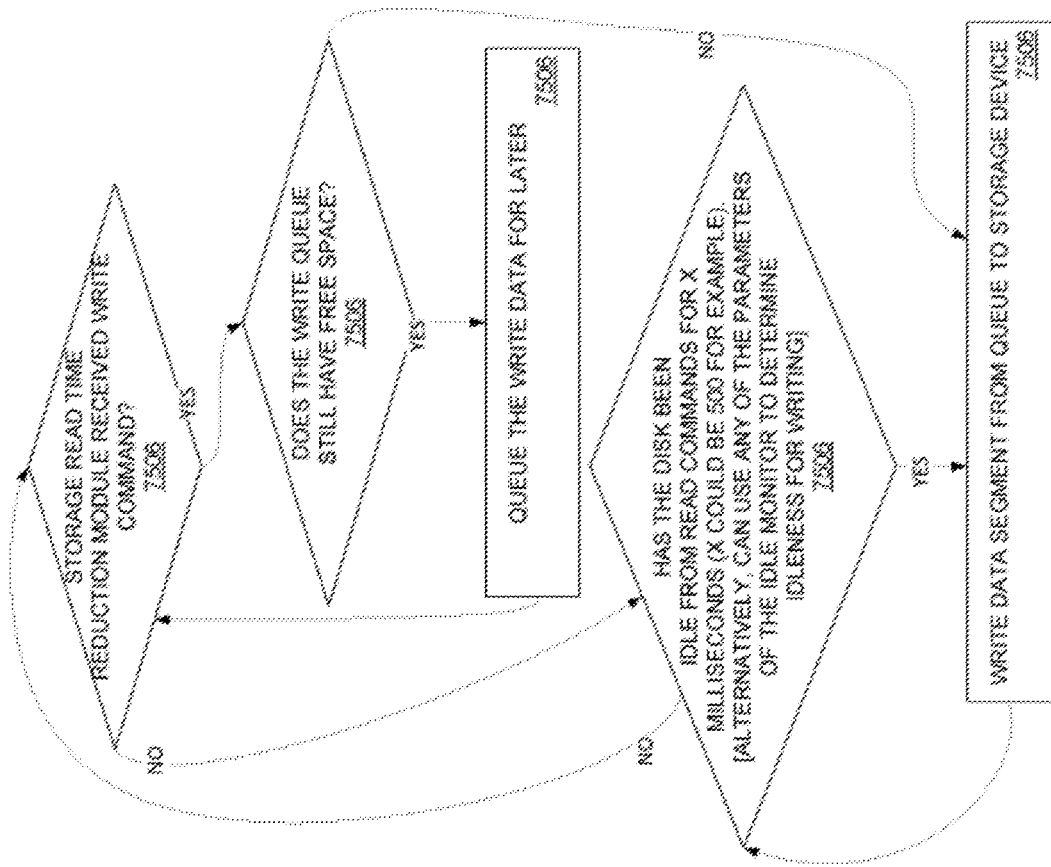 STORAGE READ TIME
REDUCTION MODULE RECEIVED WRITE
COMMAND?
7506
YES
NO
DOES THE WRITE QUEUE
STILL HAVE FREE SPACE?
7506
YES
NO
QUEUE THE WRITE DATA FOR LATER
7506
HAS THE DISK BEEN
IDLE FROM READ COMMANDS FOR X
MILLISECONDS (X COULD BE 500 FOR EXAMPLE).
[ALTERNATIVELY, CAN USE ANY OF THE PARAMETERS
OF THE IDLE MONITOR TO DETERMINE
IDLENESS FOR WRITING]
7506
NO
YES
WRITE DATA SEGMENT FROM QUEUE TO STORAGE DEVICE
7506